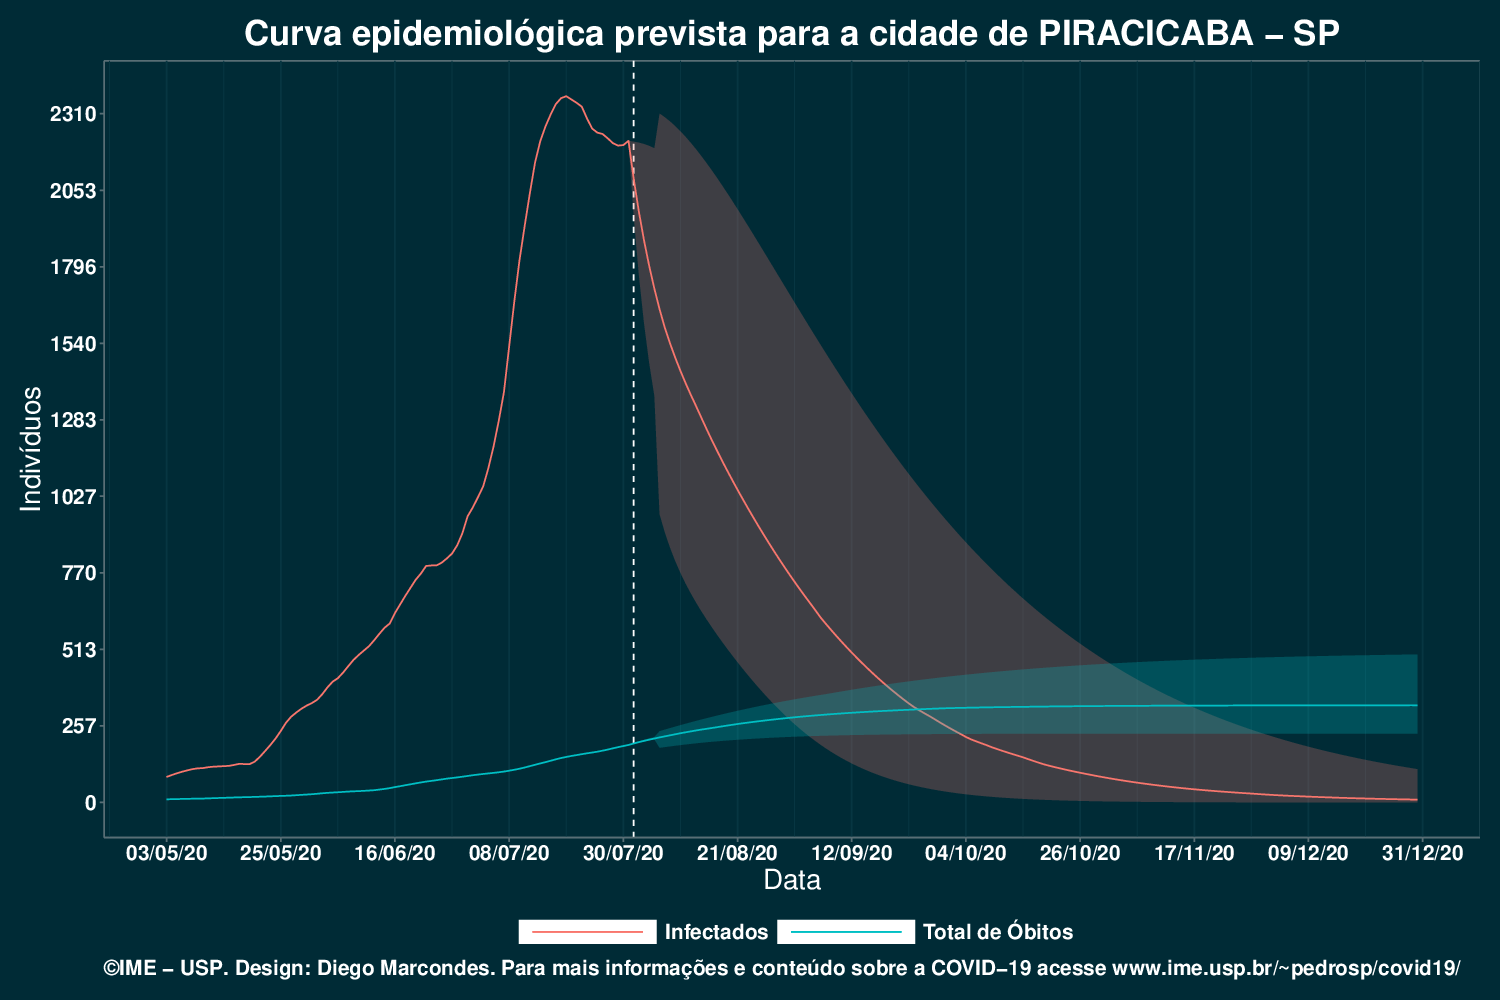 Curva epidemiológica prevista para a cidade de PIRACICABA – SP
2310
2053
1796
1540
1283
1027
770
513
257
0
Indivíduos
03/05/20 25/05/20 16/06/20 08/07/20 30/07/20 21/08/20 12/09/20 04/10/20 26/10/20 17/11/20 09/12/20 31/12/20
Data
Infectados Total de Óbitos
©IME – USP. Design: Diego Marcondes. Para mais informações e conteúdo sobre a COVID–19 acesse www.ime.usp.br/~pedrosp/covid19/